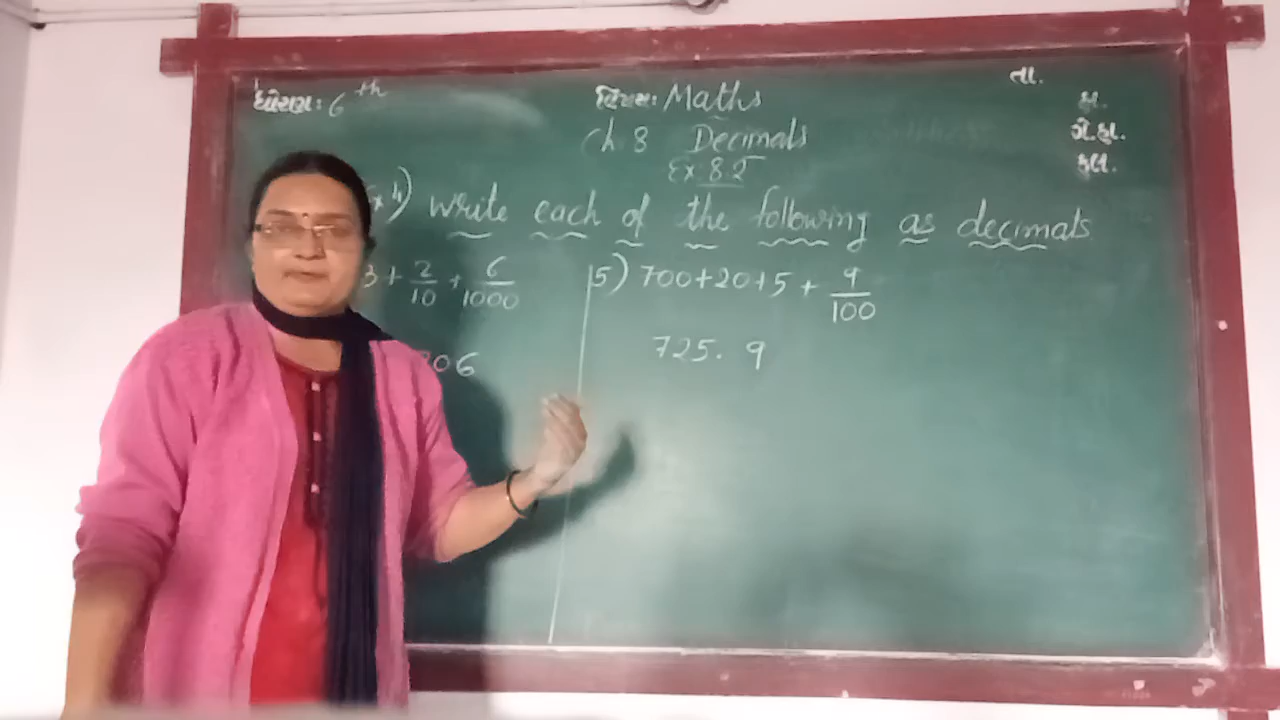 ધોરણ: 6th
વિષય: Maths
તા.
હા.
ગે.હા.
કુલ.
Ch. 8 Decimals
Ex. 8.2
4) write each of the following as decimals
3 + 2/10 + 6/1000
06
5) 700+20+5 + 9/100
725. 9